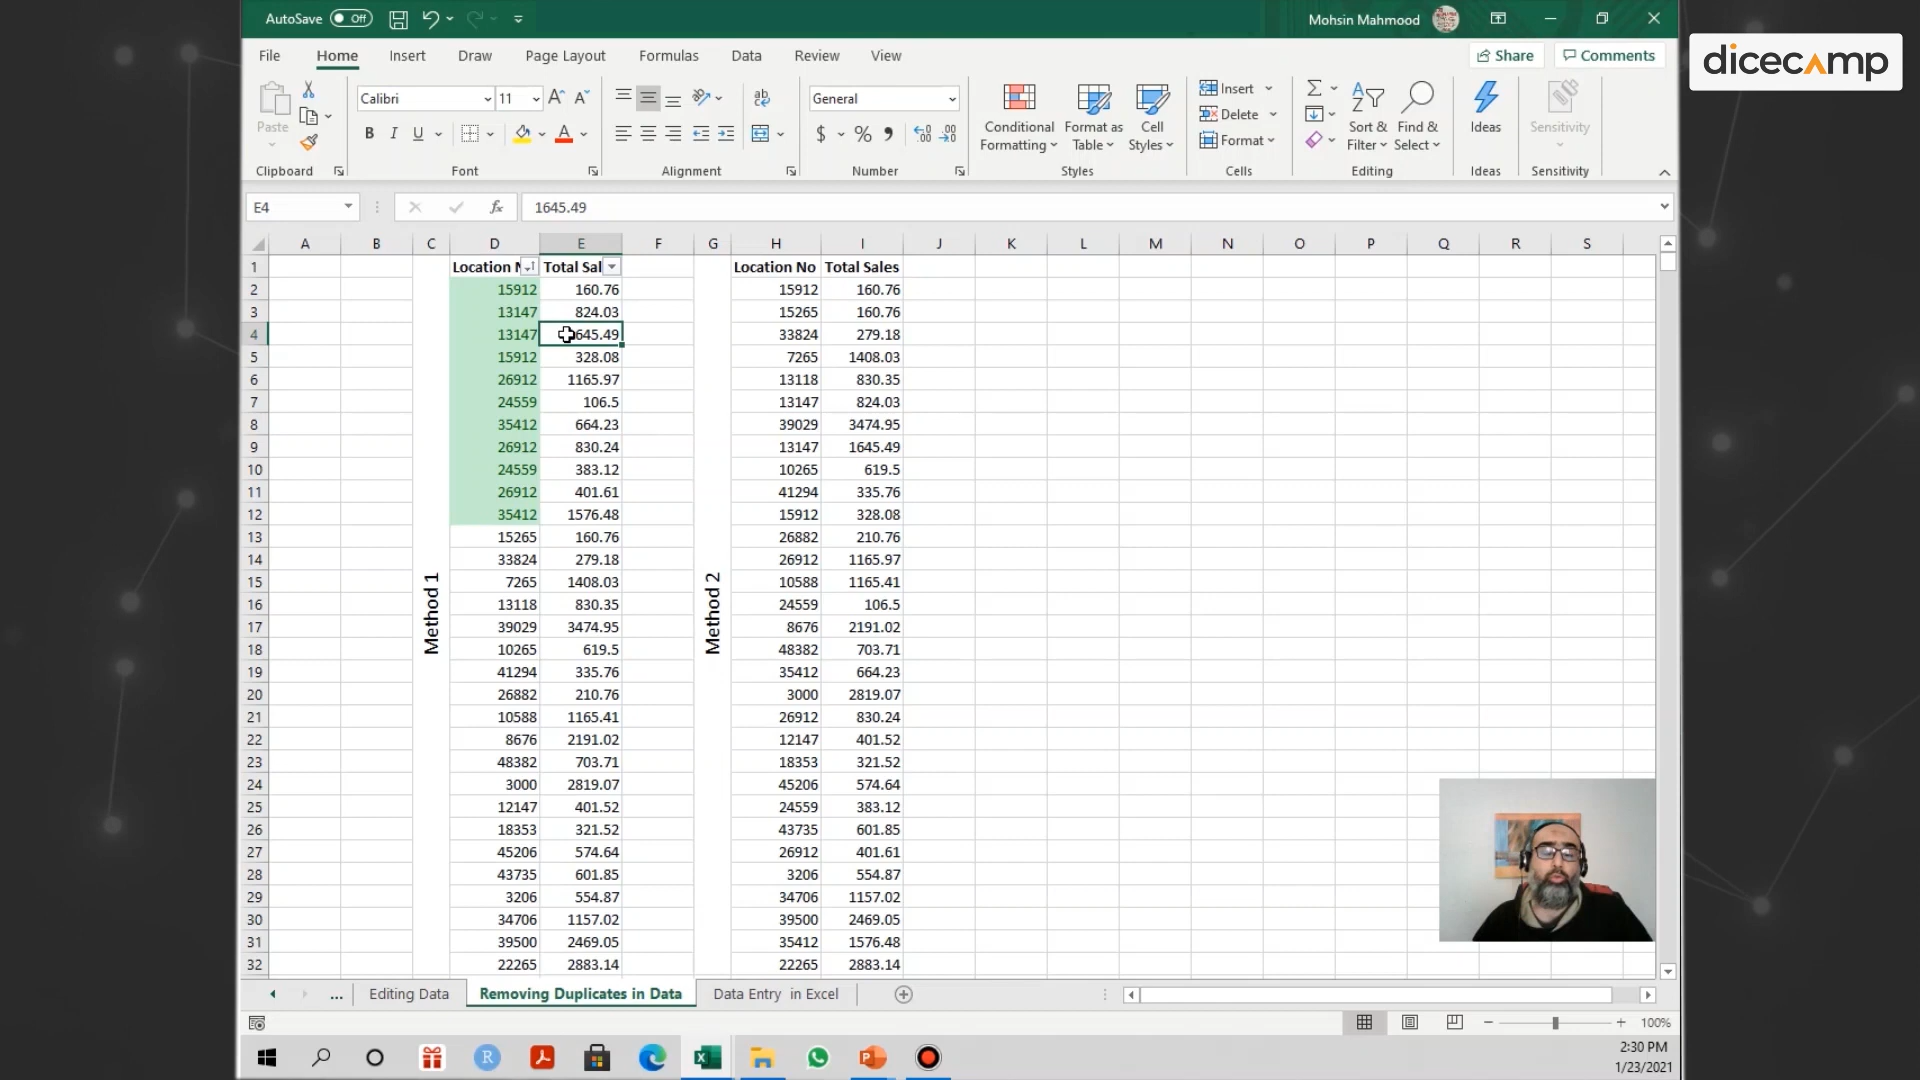 AutoSave Off
Mohsin Mahmood
dicecamp
File Home Insert Draw Page Layout Formulas Data Review View
Share Comments
Paste
Calibri 11
B I U
A A
ab
General
$ % 9
Conditional Formatting
Format as Table
Cell Styles
Insert
Delete
Format
Sort & Filter
Find & Select
Ideas
Sensitivity
Clipboard Font Alignment Number Styles Cells Editing Ideas Sensitivity
E4 fx 1645.49
A B C D E F G H I J K L M N O P Q R S
1 Location N Total Sal Location No Total Sales
2 15912 160.76 15912 160.76
3 13147 824.03 15265 160.76
4 13147 645.49 33824 279.18
5 15912 328.08 7265 1408.03
6 26912 1165.97 13118 830.35
7 24559 106.5 13147 824.03
8 35412 664.23 39029 3474.95
9 26912 830.24 13147 1645.49
10 24559 383.12 10265 619.5
11 26912 401.61 41294 335.76
12 35412 1576.48 15912 328.08
13 15265 160.76 26882 210.76
14 33824 279.18 26912 1165.97
15 7265 1408.03 10588 1165.41
16 13118 830.35 24559 106.5
17 39029 3474.95 8676 2191.02
18 10265 619.5 48382 703.71
19 41294 335.76 35412 664.23
20 26882 210.76 3000 2819.07
21 10588 1165.41 26912 830.24
22 8676 2191.02 12147 401.52
23 48382 703.71 18353 321.52
24 3000 2819.07 45206 574.64
25 12147 401.52 24559 383.12
26 18353 321.52 43735 601.85
27 45206 574.64 26912 401.61
28 43735 601.85 3206 554.87
29 3206 554.87 34706 1157.02
30 34706 1157.02 39500 2469.05
31 39500 2469.05 35412 1576.48
32 22265 2883.14 22265 2883.14
Method 1
Method 2
... Editing Data Removing Duplicates in Data Data Entry in Excel
100%
2:30 PM
1/23/2021